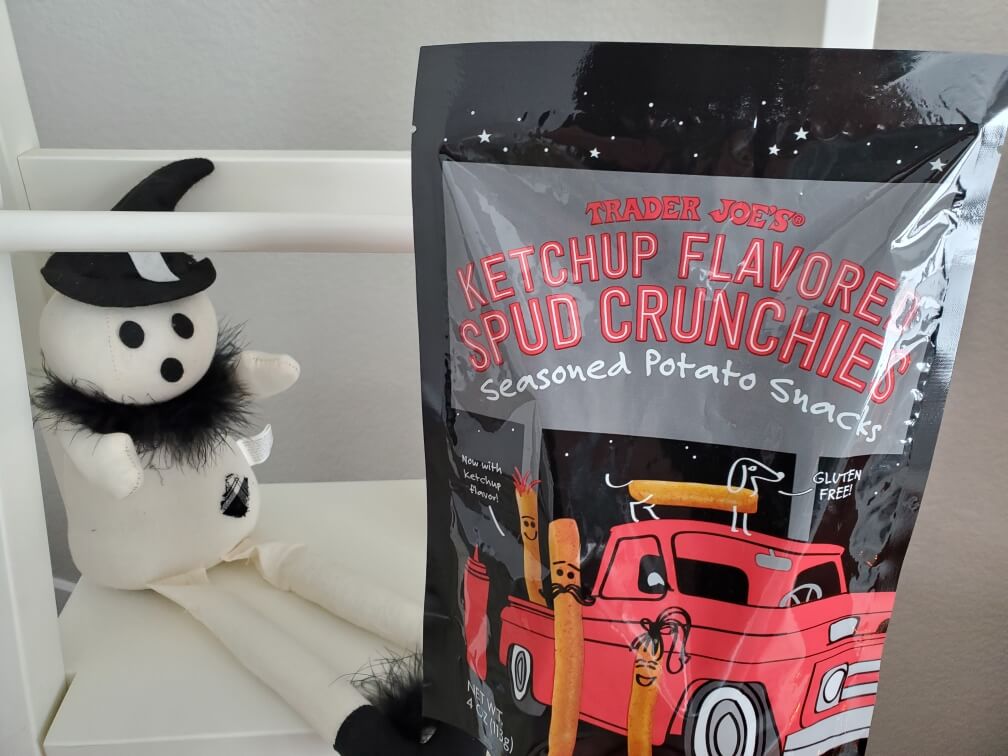 TRADER JOE'S®
KETCHUP FLAVORED
SPUD CRUNCHIES
Seasoned Potato Snacks
Now with
Ketchup
flavor!
GLUTEN
FREE!
NET WT.
4 OZ (113g)